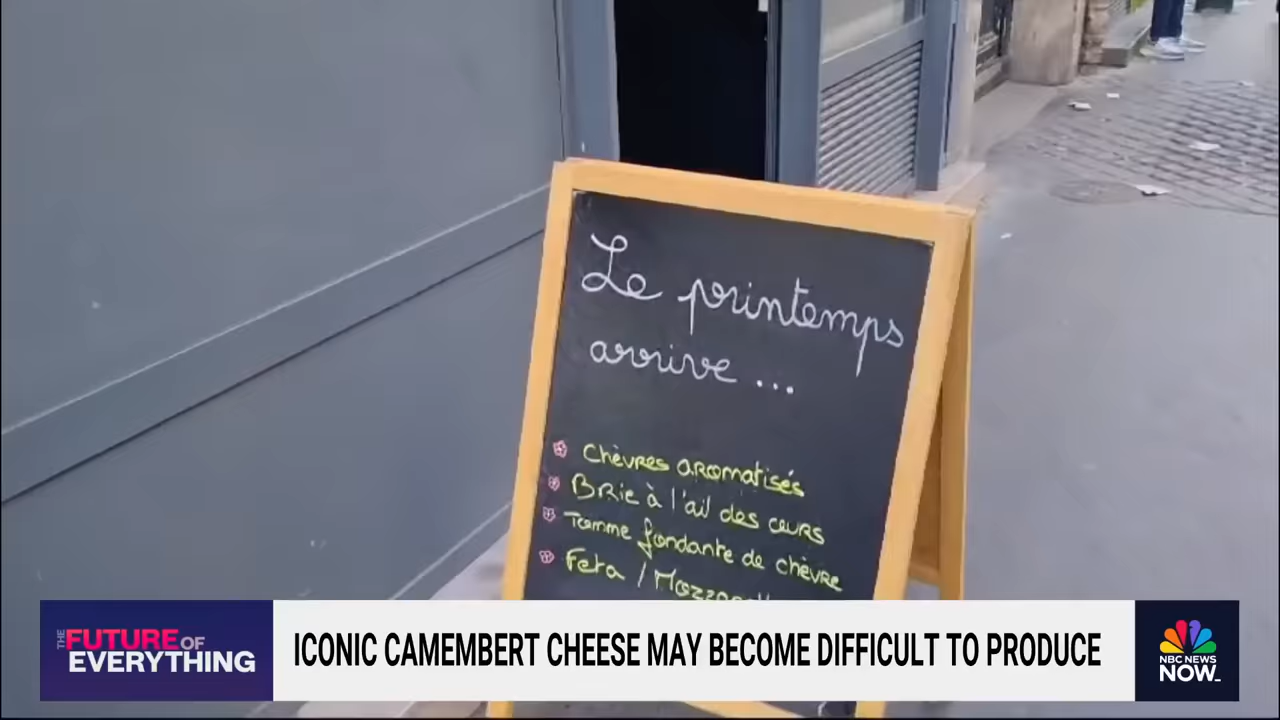 Le printemps
arrive ...
Chèvres aromatisés
Brie à l'ail des ours
Tomme fondante de chèvre
Feta /
THE FUTURE OF
EVERYTHING
ICONIC CAMEMBERT CHEESE MAY BECOME DIFFICULT TO PRODUCE
NBC NEWS
NOW